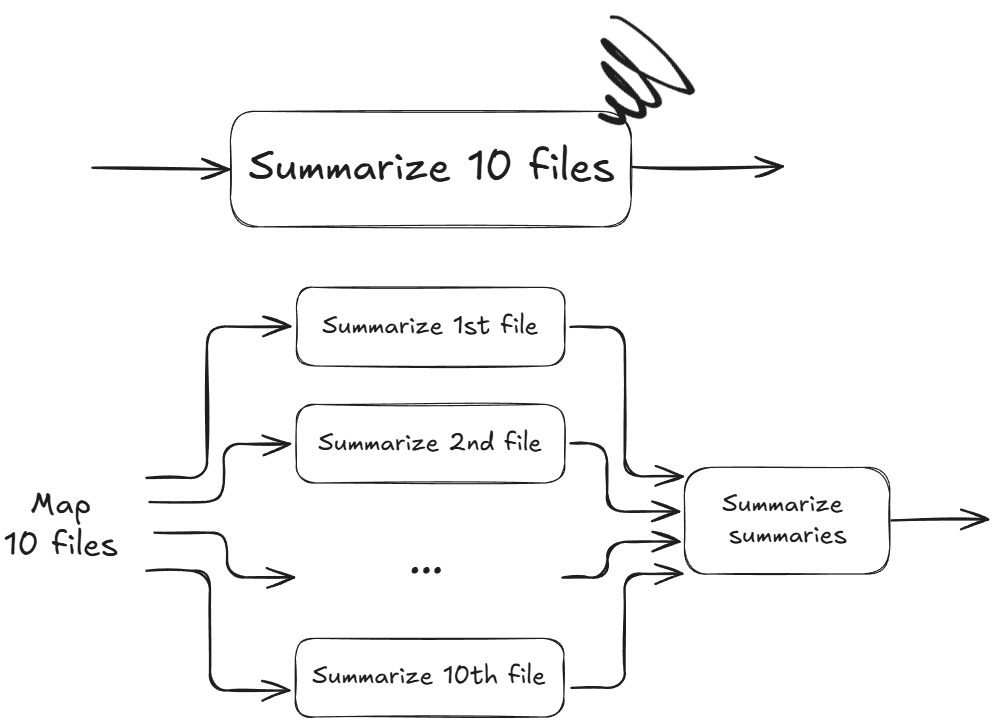 Summarize 10 files
Summarize 1st file
Summarize 2nd file
Map
10 files
Summarize
summaries
...
Summarize 10th file